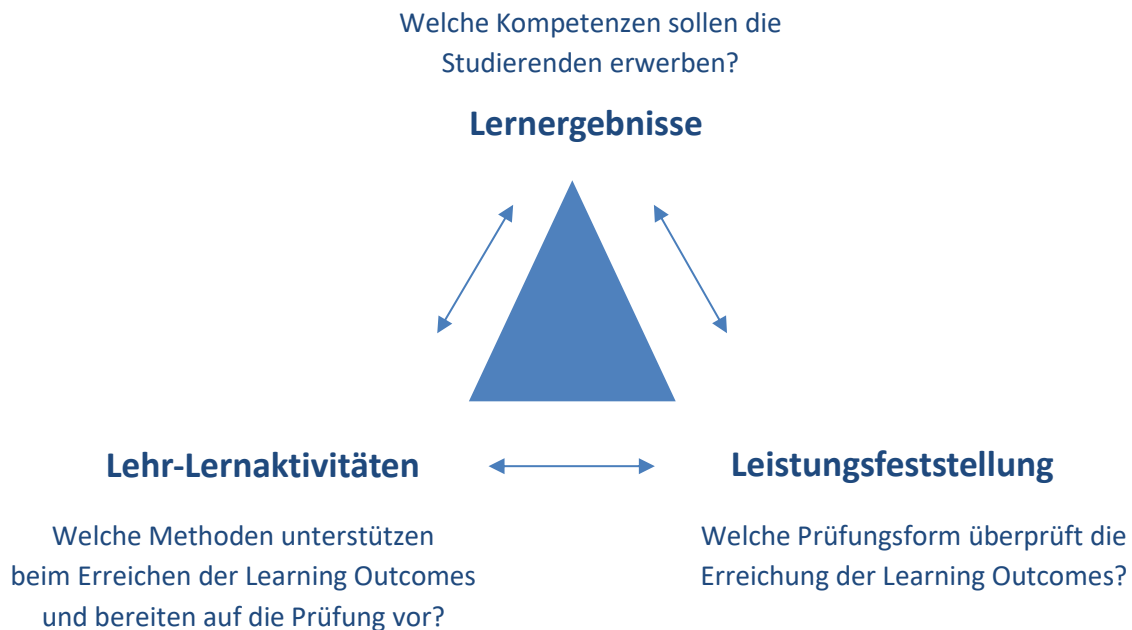 Welche Kompetenzen sollen die
Studierenden erwerben?
Lernergebnisse
Lehr-Lernaktivitäten
Welche Methoden unterstützen
beim Erreichen der Learning Outcomes
und bereiten auf die Prüfung vor?
Leistungsfeststellung
Welche Prüfungsform überprüft die
Erreichung der Learning Outcomes?